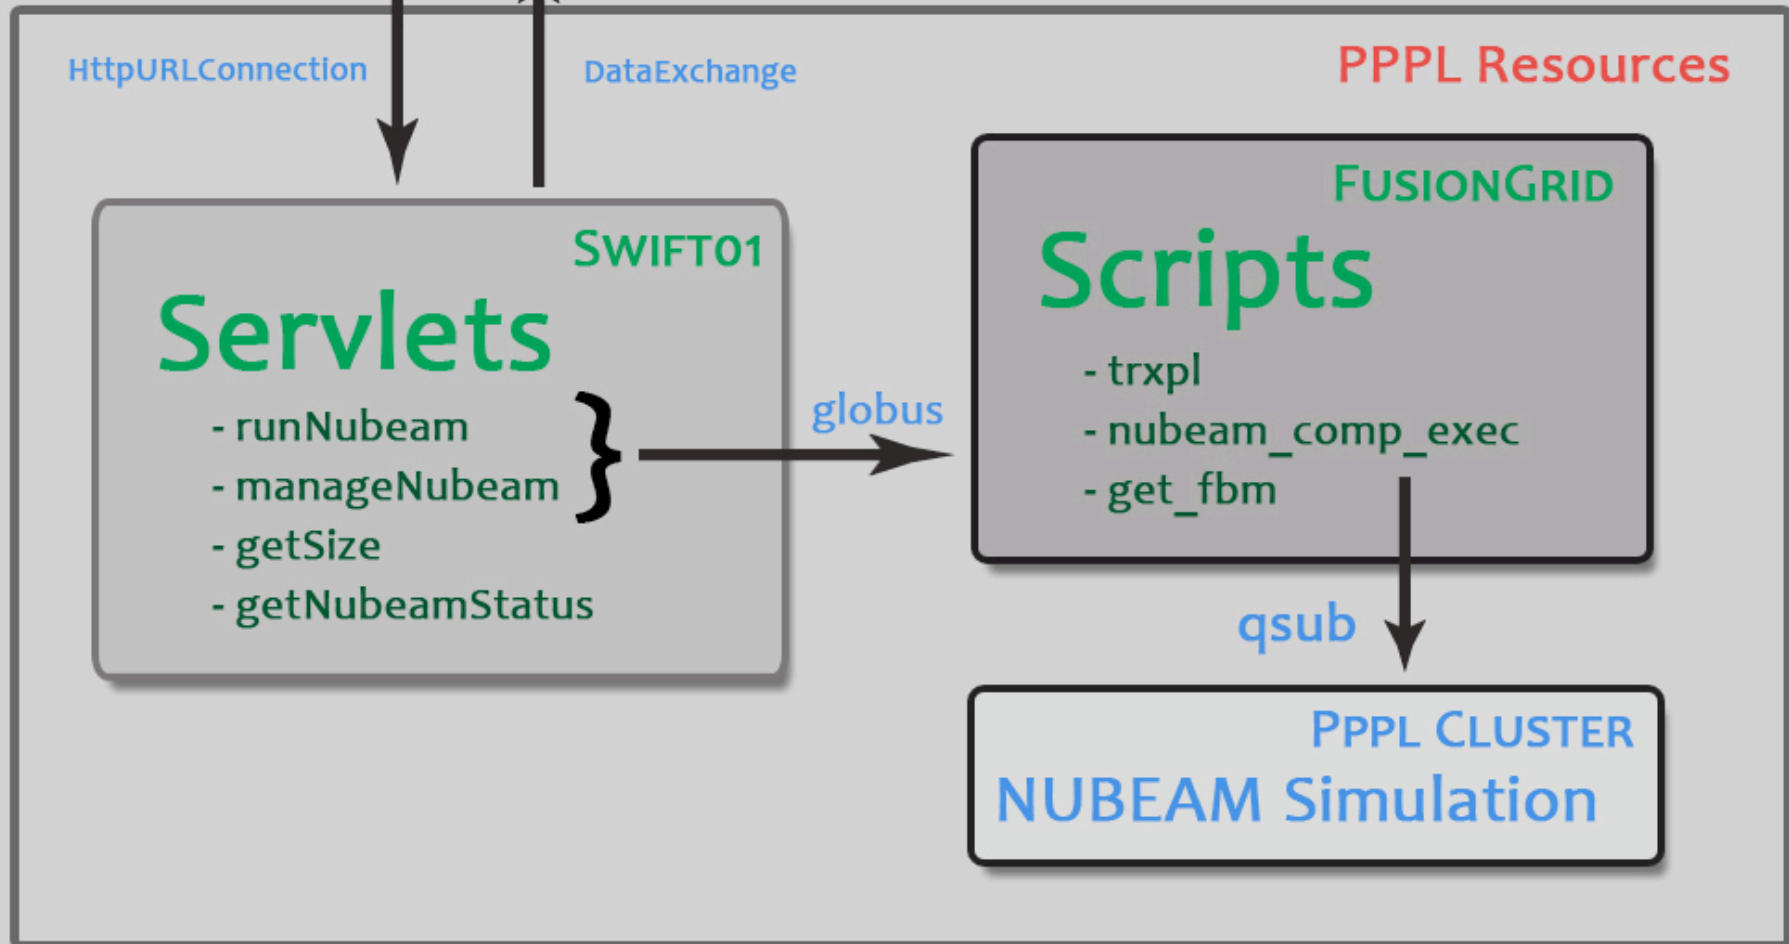 HttpURLConnection
DataExchange
PPPL Resources
SWIFT01
Servlets
- runNubeam
- manageNubeam
- getSize
- getNubeamStatus
}
globus
FUSIONGRID
Scripts
- trxpl
- nubeam_comp_exec
- get_fbm
qsub
PPPL CLUSTER
NUBEAM Simulation